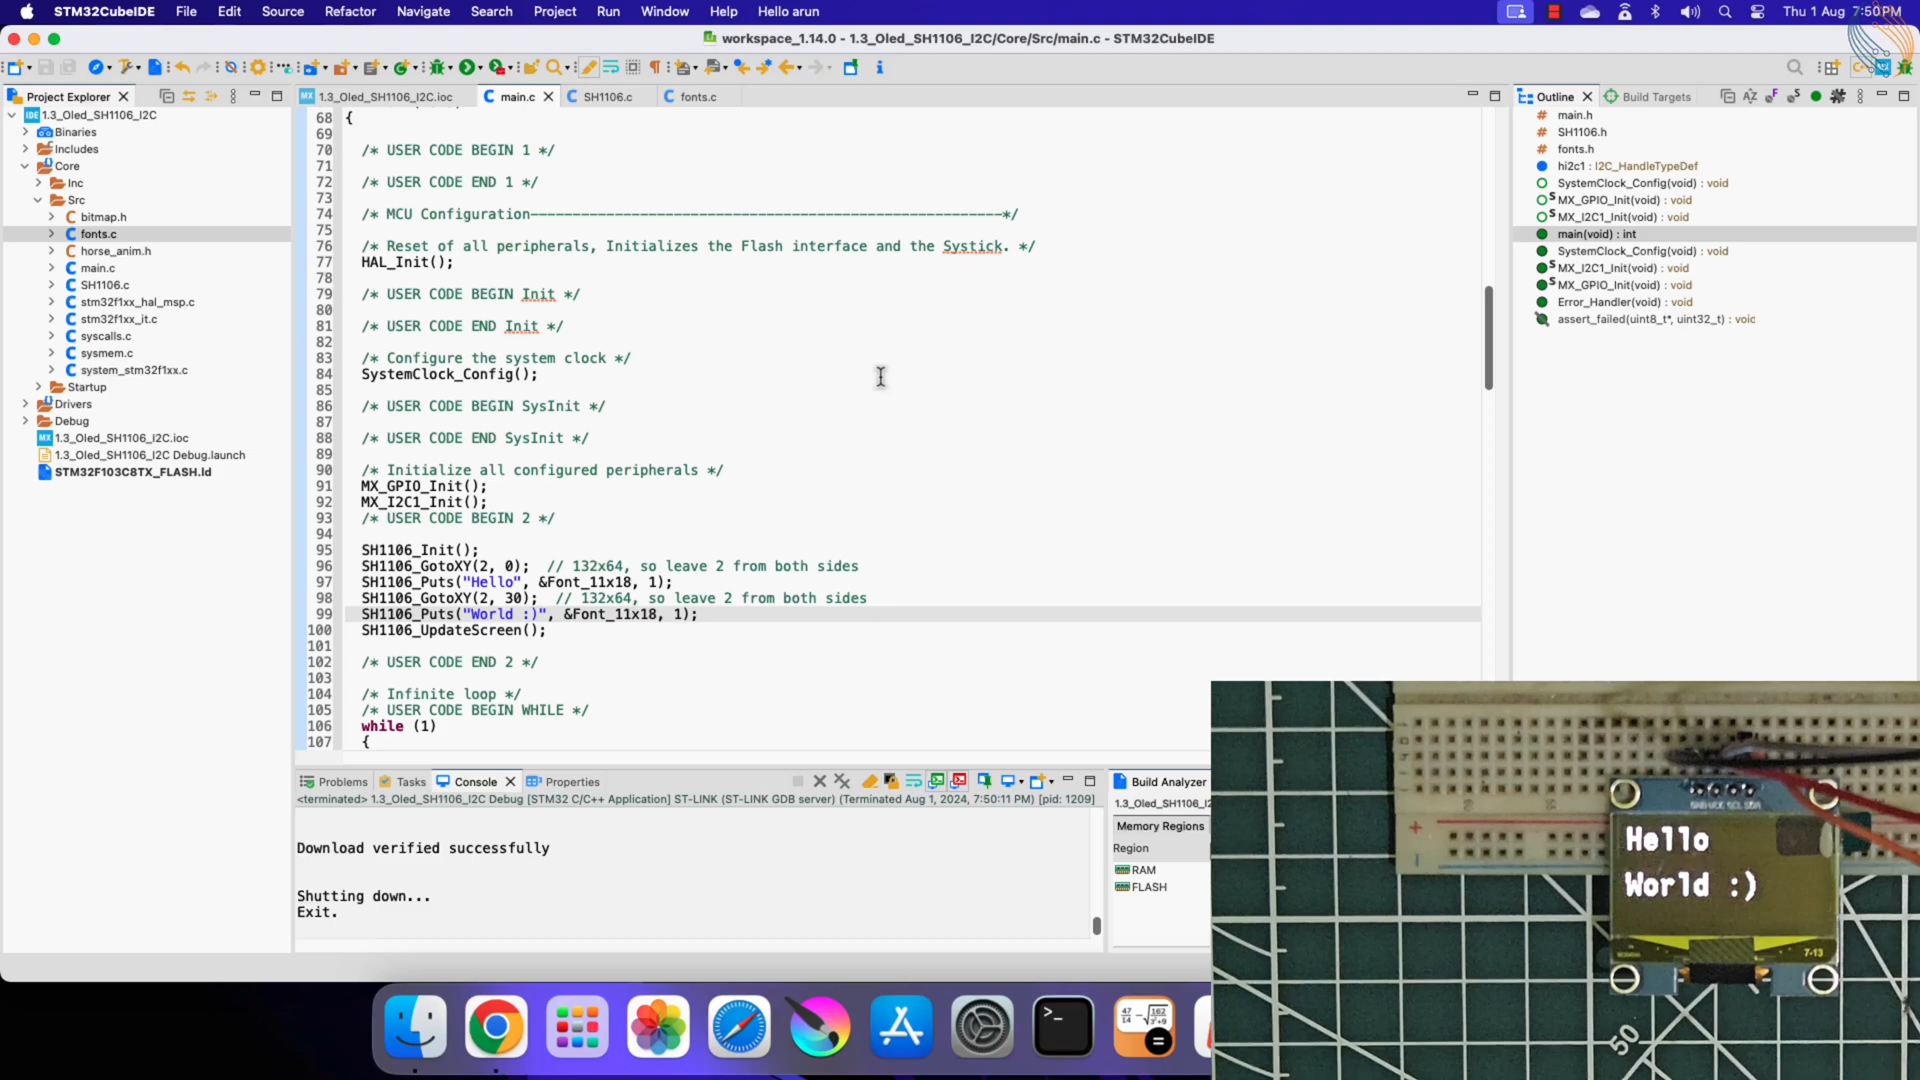 STM32CubeIDE File Edit Source Refactor Navigate Search Project Run Window Help Hello arun Thu 1 Aug 7:50PM
workspace_1.14.0 - 1.3_Oled_SH1106_I2C/Core/Src/main.c - STM32CubeIDE
Project Explorer
1.3_Oled_SH1106_I2C
Binaries
Includes
Core
Inc
Src
bitmap.h
fonts.c
horse_anim.h
main.c
SH1106.c
stm32f1xx_hal_msp.c
stm32f1xx_it.c
syscalls.c
sysmem.c
system_stm32f1xx.c
Startup
Drivers
Debug
1.3_Oled_SH1106_I2C.ioc
1.3_Oled_SH1106_I2C Debug.launch
STM32F103C8TX_FLASH.ld
1.3_Oled_SH1106_I2C.ioc main.c SH1106.c fonts.c
68 {
69
70 /* USER CODE BEGIN 1 */
71
72 /* USER CODE END 1 */
73
74 /* MCU Configuration--------------------------------------------------------*/
75
76 /* Reset of all peripherals, Initializes the Flash interface and the Systick. */
77 HAL_Init();
78
79 /* USER CODE BEGIN Init */
80
81 /* USER CODE END Init */
82
83 /* Configure the system clock */
84 SystemClock_Config();
85
86 /* USER CODE BEGIN SysInit */
87
88 /* USER CODE END SysInit */
89
90 /* Initialize all configured peripherals */
91 MX_GPIO_Init();
92 MX_I2C1_Init();
93 /* USER CODE BEGIN 2 */
94
95 SH1106_Init();
96 SH1106_GotoXY(2, 0); // 132x64, so leave 2 from both sides
97 SH1106_Puts("Hello", &Font_11x18, 1);
98 SH1106_GotoXY(2, 30); // 132x64, so leave 2 from both sides
99 SH1106_Puts("World :)", &Font_11x18, 1);
100 SH1106_UpdateScreen();
101
102 /* USER CODE END 2 */
103
104 /* Infinite loop */
105 /* USER CODE BEGIN WHILE */
106 while (1)
107 {
Outline Build Targets
main.h
SH1106.h
fonts.h
hi2c1 : I2C_HandleTypeDef
SystemClock_Config(void) : void
MX_GPIO_Init(void) : void
MX_I2C1_Init(void) : void
main(void) : int
SystemClock_Config(void) : void
MX_I2C1_Init(void) : void
MX_GPIO_Init(void) : void
Error_Handler(void) : void
assert_failed(uint8_t*, uint32_t) : void
Problems Tasks Console Properties
<terminated> 1.3_Oled_SH1106_I2C Debug [STM32 C/C++ Application] ST-LINK (ST-LINK GDB server) (Terminated Aug 1, 2024, 7:50:11 PM) [pid: 1209]
Download verified successfully
Shutting down...
Exit.
Build Analyzer
1.3_Oled_SH1106_I2
Memory Regions
Region
RAM
FLASH
Hello
World :)
7-13
50